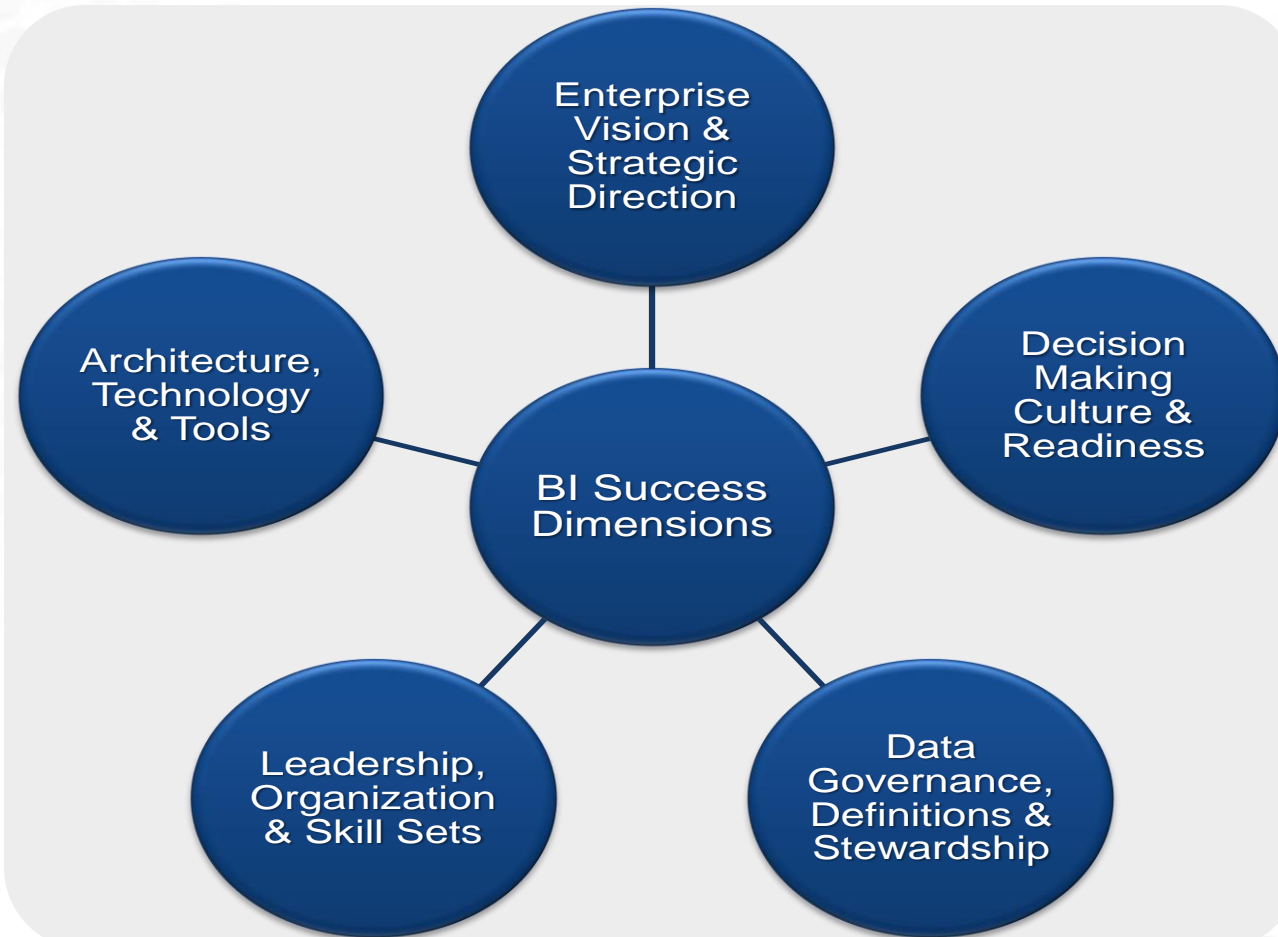 Enterprise
Vision &
Strategic
Direction
Decision
Making
Culture &
Readiness
Data
Governance,
Definitions &
Stewardship
Leadership,
Organization
& Skill Sets
Architecture,
Technology
& Tools
BI Success
Dimensions